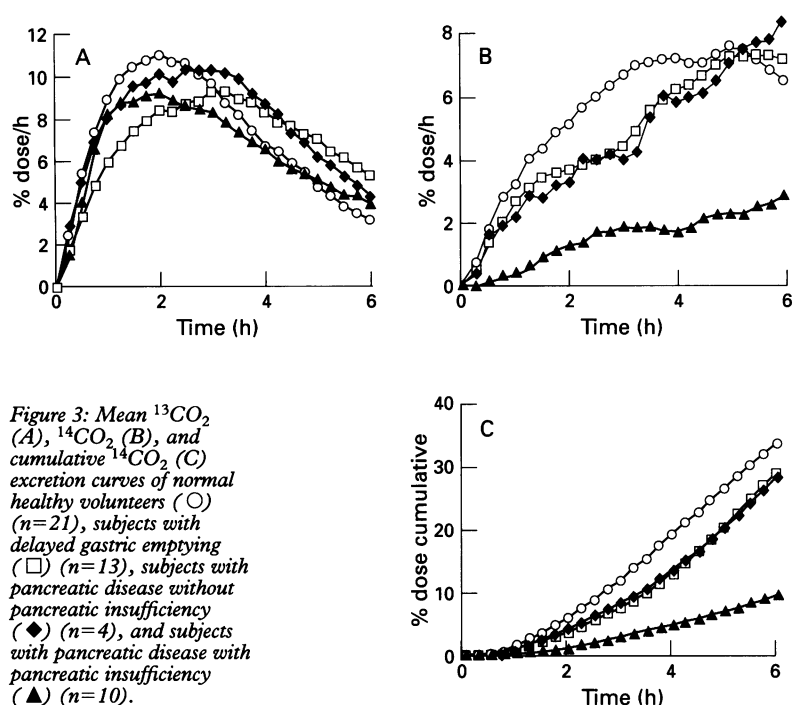 A
% dose/h
12
10
8
6
4
2
0
0 2 4 6
Time (h)
B
% dose/h
8
6
4
2
0
0 2 4 6
Time (h)
Figure 3: Mean ¹³CO₂
(A), ¹⁴CO₂ (B), and
cumulative ¹⁴CO₂ (C)
excretion curves of normal
healthy volunteers (○)
(n=21), subjects with
delayed gastric emptying
(□) (n=13), subjects with
pancreatic disease without
pancreatic insufficiency
(◆) (n=4), and subjects
with pancreatic disease with
pancreatic insufficiency
(▲) (n=10).
C
% dose cumulative
40
30
20
10
0
0 2 4 6
Time (h)